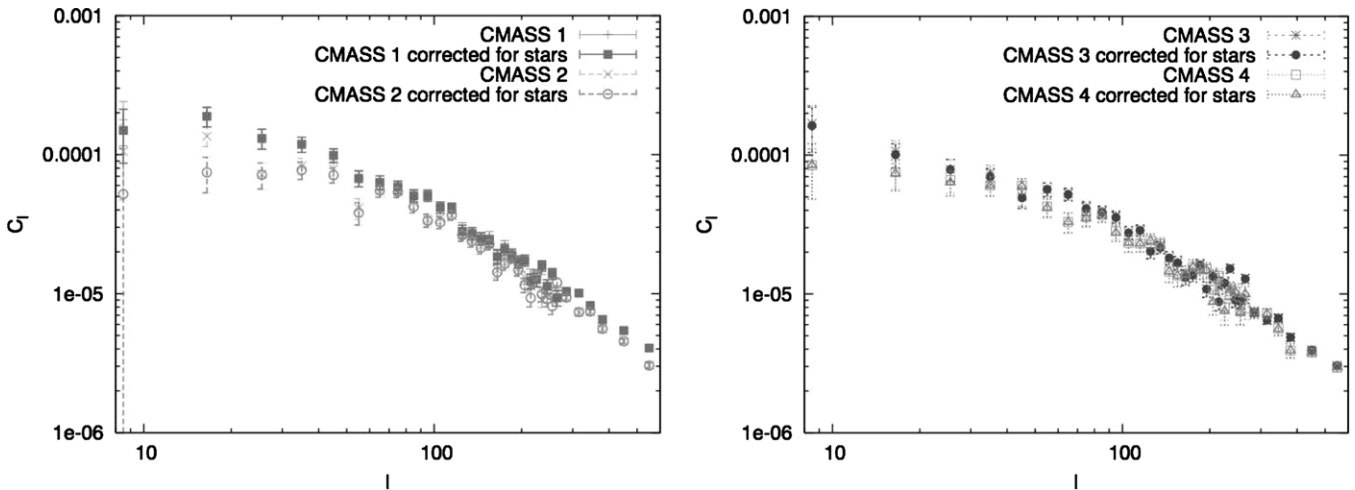 0.001
0.0001
1e-05
1e-06
C_l
10
100
l
CMASS 1
CMASS 1 corrected for stars
CMASS 2
CMASS 2 corrected for stars
0.001
0.0001
1e-05
1e-06
C_l
10
100
l
CMASS 3
CMASS 3 corrected for stars
CMASS 4
CMASS 4 corrected for stars